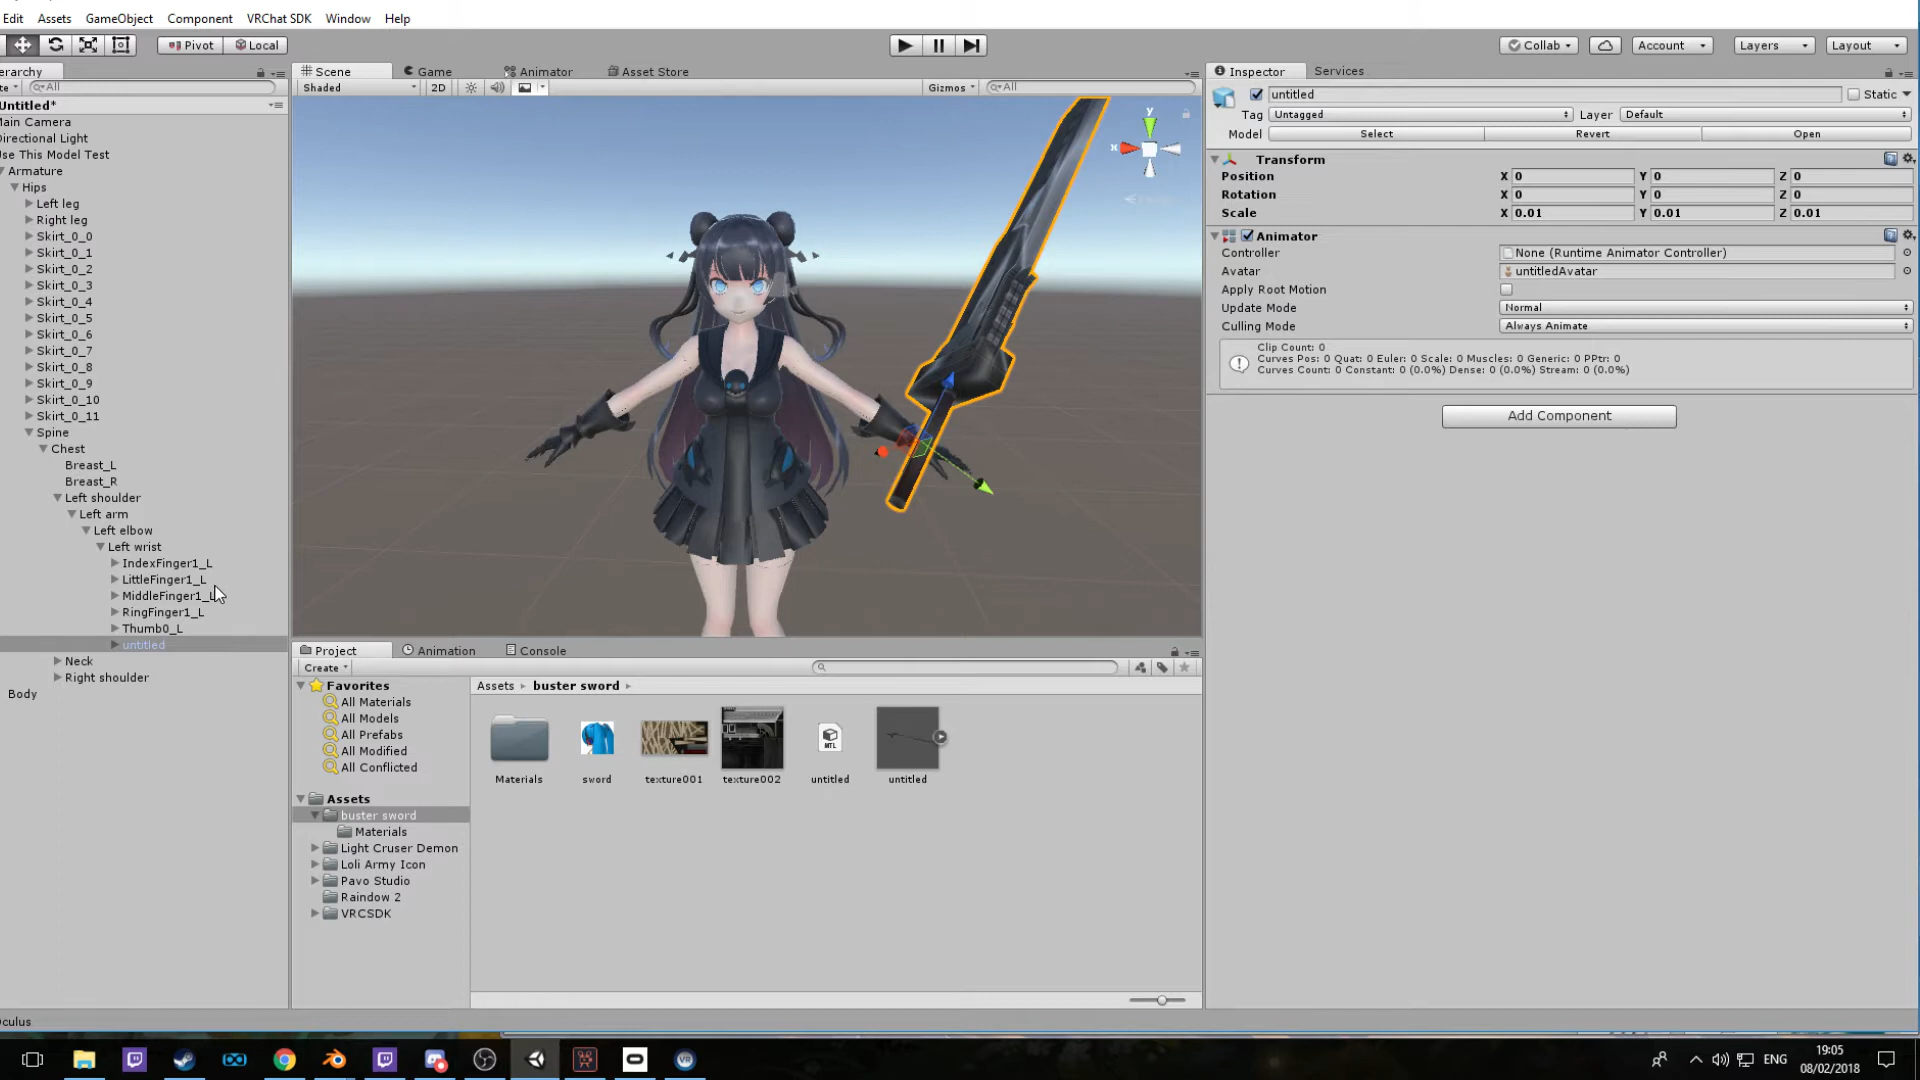 Edit Assets GameObject Component VRChat SDK Window Help
Pivot Local Collab Account Layers Layout
erarchy Scene Game Animator Asset Store Inspector Services
te All Shaded 2D Gizmos All
Untitled* untitled Static
Main Camera Tag Untagged Layer Default
Directional Light Model Select Revert Open
se This Model Test
Armature Transform
Hips Position X 0 Y 0 Z 0
Left leg Rotation X 0 Y 0 Z 0
Right leg Scale X 0.01 Y 0.01 Z 0.01
Skirt_0_0 Animator
Skirt_0_1 Controller None (Runtime Animator Controller)
Skirt_0_2 Avatar untitledAvatar
Skirt_0_3 Apply Root Motion
Skirt_0_4 Update Mode Normal
Skirt_0_5 Culling Mode Always Animate
Skirt_0_6 Clip Count: 0
Skirt_0_7 Curves Pos: 0 Quat: 0 Euler: 0 Scale: 0 Muscles: 0 Generic: 0 PPtr: 0
Skirt_0_8 Curves Count: 0 Constant: 0 (0.0%) Dense: 0 (0.0%) Stream: 0 (0.0%)
Skirt_0_9
Skirt_0_10
Skirt_0_11 Add Component
Spine
Chest
Breast_L
Breast_R
Left shoulder
Left arm
Left elbow
Left wrist
IndexFinger1_L
LittleFinger1_L
MiddleFinger1_L
RingFinger1_L
Thumb0_L
untitled
Neck
Right shoulder
Body
y
x
Project Animation Console
Create
Favorites
All Materials
All Models
All Prefabs
All Modified
All Conflicted
Assets
buster sword
Materials
Light Cruser Demon
Loli Army Icon
Pavo Studio
Raindow 2
VRCSDK
Assets buster sword
MTL
Materials sword texture001 texture002 untitled untitled
culus
VR
ENG
19:05
08/02/2018